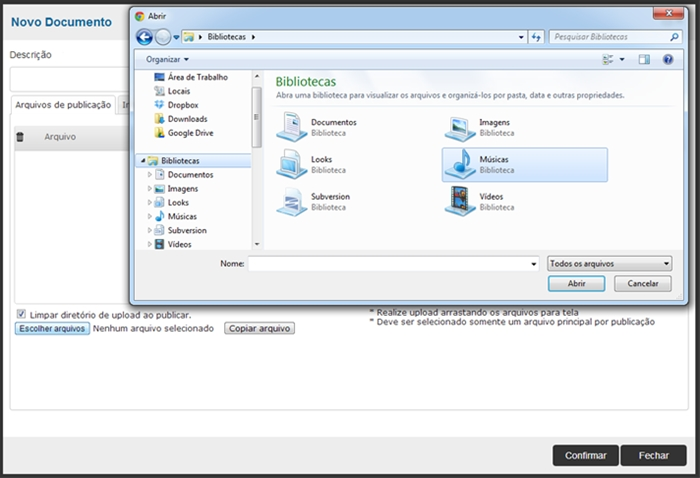 Novo Documento
Descrição
Arquivos de publicação
Arquivo
Abrir
Bibliotecas
Pesquisar Bibliotecas
Organizar
Área de Trabalho
Locais
Dropbox
Downloads
Google Drive
Bibliotecas
Documentos
Imagens
Looks
Músicas
Subversion
Vídeos
Bibliotecas
Abra uma biblioteca para visualizar os arquivos e organizá-los por pasta, data e outras propriedades.
Documentos
Biblioteca
Imagens
Biblioteca
Looks
Biblioteca
Músicas
Biblioteca
Subversion
Biblioteca
Vídeos
Biblioteca
Nome:
Todos os arquivos
Abrir
Cancelar
Limpar diretório de upload ao publicar.
Escolher arquivos Nenhum arquivo selecionado Copiar arquivo
* Realize upload arrastando os arquivos para tela
* Deve ser selecionado somente um arquivo principal por publicação
Confirmar
Fechar